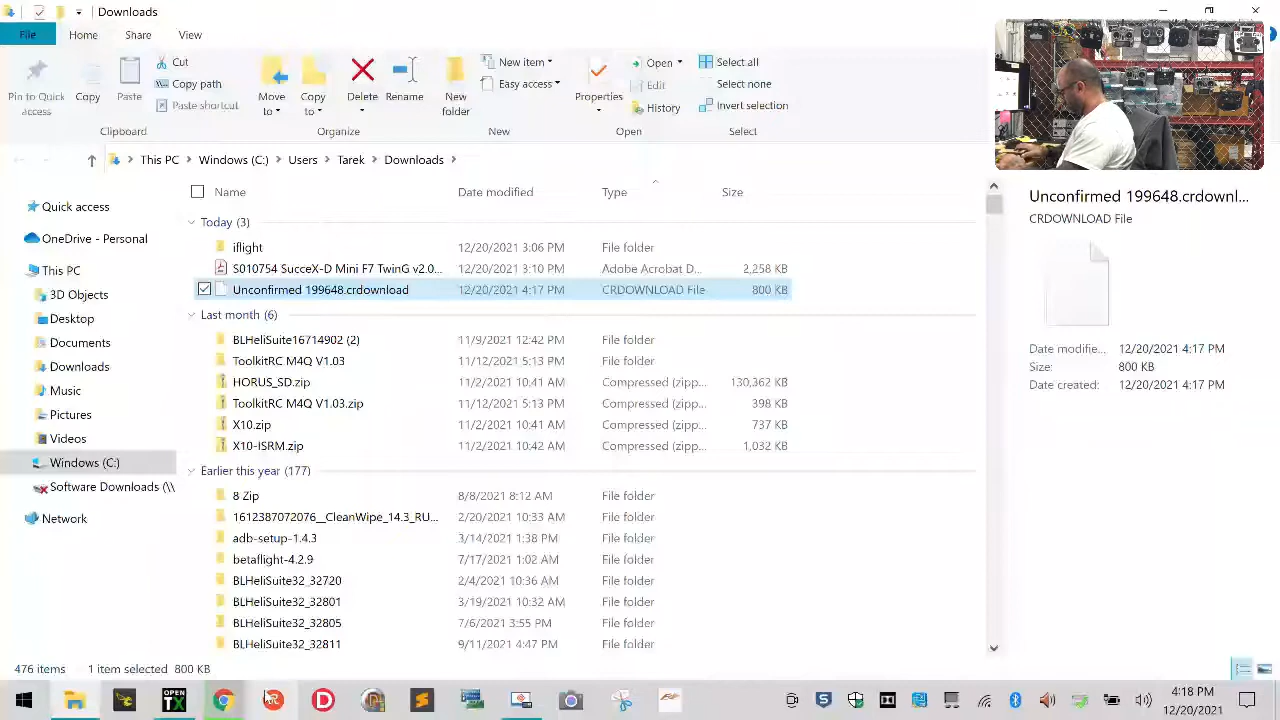 Downloads
File Home Share View
Pin to Quick access
Copy
Paste
Cut
Copy path
Paste shortcut
Clipboard
Move to
Copy to
Delete
Organize
New folder
New item
New
Properties
Open
Edit
History
Open
Select all
Select none
Invert selection
Select
This PC Windows (C:) Users Tarek Downloads
Name Date modified Type Size
Quick access
OneDrive - Personal
This PC
3D Objects
Desktop
Documents
Downloads
Music
Pictures
Videos
Windows (C:)
Software Downloads (\\
Network
Today (3)
iflight 12/20/2021 3:06 PM File folder
S010754 SucceX-D Mini F7 TwinG v2.0... 12/20/2021 3:10 PM Adobe Acrobat D... 2,258 KB
Unconfirmed 199648.crdownload 12/20/2021 4:17 PM CRDOWNLOAD File 800 KB
Last month (6)
BLHeliSuite16714902 (2) 11/9/2021 12:42 PM File folder
ToolkitRC M4Q V1.03 11/12/2021 5:13 PM File folder
HORUS_SD.zip 11/2/2021 10:41 AM Compressed (zipp... 130,362 KB
ToolkitRC M4Q V1.03.zip 11/12/2021 5:13 PM Compressed (zipp... 398 KB
X10.zip 11/2/2021 10:41 AM Compressed (zipp... 737 KB
X10-iSRM.zip 11/2/2021 10:42 AM Compressed (zipp... 1,032 KB
Earlier this year (177)
8 Zip 8/8/2021 8:12 AM File folder
1612387072076__CleanWipe_14.3_RU... 2/20/2021 10:33 AM File folder
adb-setup-1.4.3 3/14/2021 1:38 PM File folder
betaflight-4.2.9 7/17/2021 1:02 AM File folder
BLHeliSuite32_32720 2/4/2021 10:36 AM File folder
BLHeliSuite32_32801 3/19/2021 10:32 AM File folder
BLHeliSuite32_32805 7/6/2021 3:55 PM File folder
BLHeliSuite32_32811 9/11/2021 4:47 PM File folder
Unconfirmed 199648.crdownl...
CRDOWNLOAD File
Date modifie... 12/20/2021 4:17 PM
Size: 800 KB
Date created: 12/20/2021 4:17 PM
476 items 1 item selected 800 KB
OPEN
TX
4:18 PM
12/20/2021